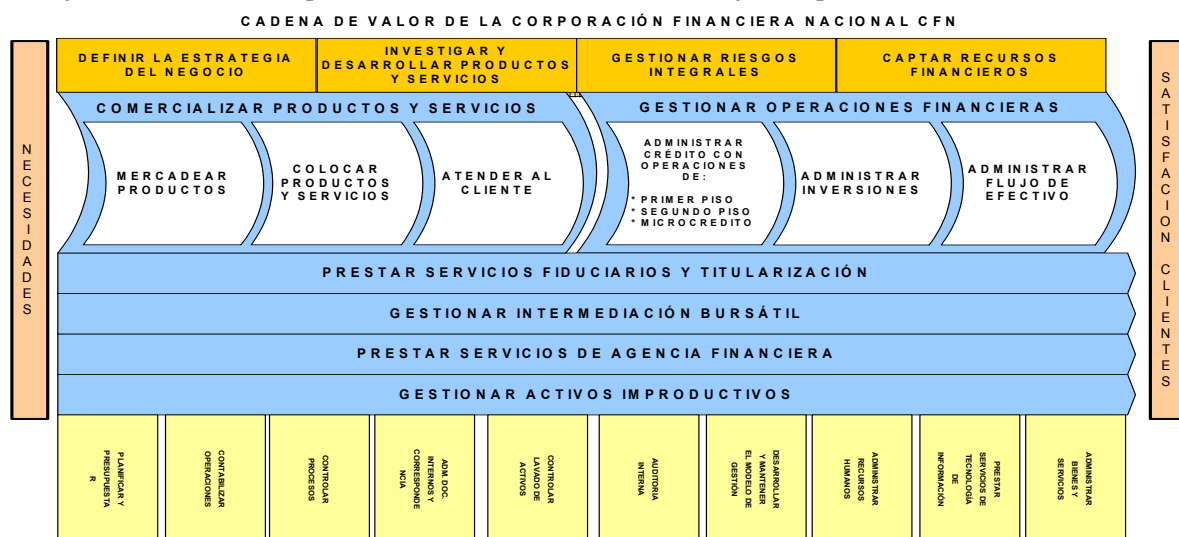 CADENA DE VALOR DE LA CORPORACIÓN FINANCIERA NACIONAL CFN
NECESIDADES
DEFINIR LA ESTRATEGIA
DEL NEGOCIO
INVESTIGAR Y
DESARROLLAR PRODUCTOS
Y SERVICIOS
GESTIONAR RIESGOS
INTEGRALES
CAPTAR RECURSOS
FINANCIEROS
COMERCIALIZAR PRODUCTOS Y SERVICIOS
GESTIONAR OPERACIONES FINANCIERAS
MERCADEAR
PRODUCTOS
COLOCAR
PRODUCTOS
Y SERVICIOS
ATENDER AL
CLIENTE
ADMINISTRAR
CRÉDITO CON
OPERACIONES
DE:
* PRIMER PISO
* SEGUNDO PISO
* MICROCREDITO
ADMINISTRAR
INVERSIONES
ADMINISTRAR
FLUJO DE
EFECTIVO
PRESTAR SERVICIOS FIDUCIARIOS Y TITULARIZACIÓN
GESTIONAR INTERMEDIACIÓN BURSÁTIL
PRESTAR SERVICIOS DE AGENCIA FINANCIERA
GESTIONAR ACTIVOS IMPRODUCTIVOS
PLANIFICAR Y
PRESUPUESTA
R
CONTABILIZAR
OPERACIONES
CONTROLAR
PROCESOS
ADM. DOC.
INTERNOS Y
CORRESPONDE
NCIA
CONTROLAR
LAVADO DE
ACTIVOS
AUDITORIA
INTERNA
DESARROLLAR
Y MANTENER
EL MODELO DE
GESTIÓN
ADMINISTRAR
RECURSOS
HUMANOS
PRESTAR
SERVICIOS DE
TECNOLOGÍA
DE
INFORMACIÓN
ADMINISTRAR
BIENES Y
SERVICIOS
SATISFACION CLIENTES